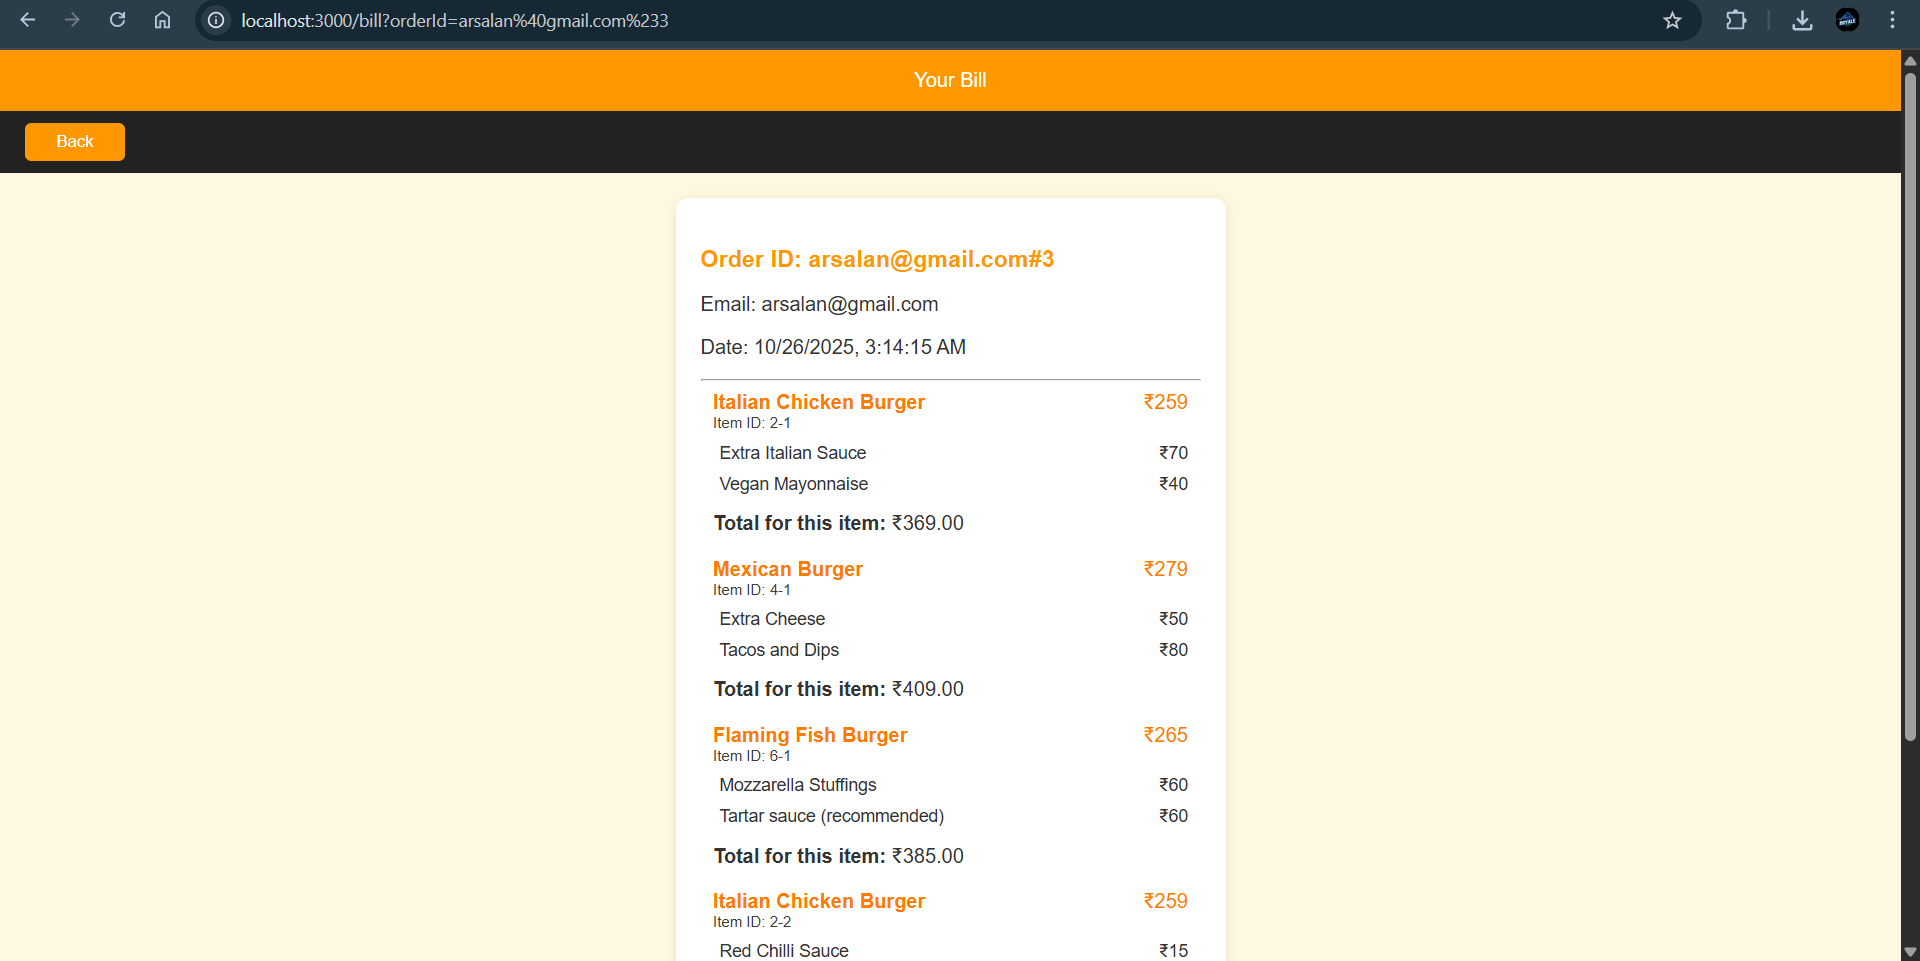 localhost:3000/bill?orderId=arsalan%40gmail.com%233
Your Bill
Back
Order ID: arsalan@gmail.com#3
Email: arsalan@gmail.com
Date: 10/26/2025, 3:14:15 AM
Italian Chicken Burger ₹259
Item ID: 2-1
Extra Italian Sauce ₹70
Vegan Mayonnaise ₹40
Total for this item: ₹369.00
Mexican Burger ₹279
Item ID: 4-1
Extra Cheese ₹50
Tacos and Dips ₹80
Total for this item: ₹409.00
Flaming Fish Burger ₹265
Item ID: 6-1
Mozzarella Stuffings ₹60
Tartar sauce (recommended) ₹60
Total for this item: ₹385.00
Italian Chicken Burger ₹259
Item ID: 2-2
Red Chilli Sauce ₹15